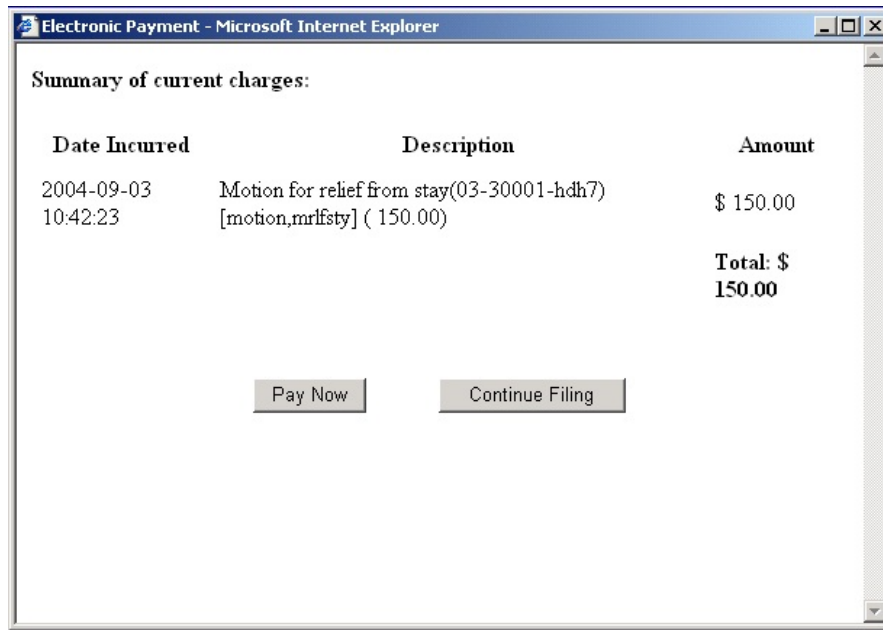 Electronic Payment - Microsoft Internet Explorer
Summary of current charges:
Date Incurred Description Amount
2004-09-03 Motion for relief from stay(03-30001-hdh7) $ 150.00
10:42:23 [motion,mrlfsty] ( 150.00)
Total: $
150.00
Pay Now Continue Filing